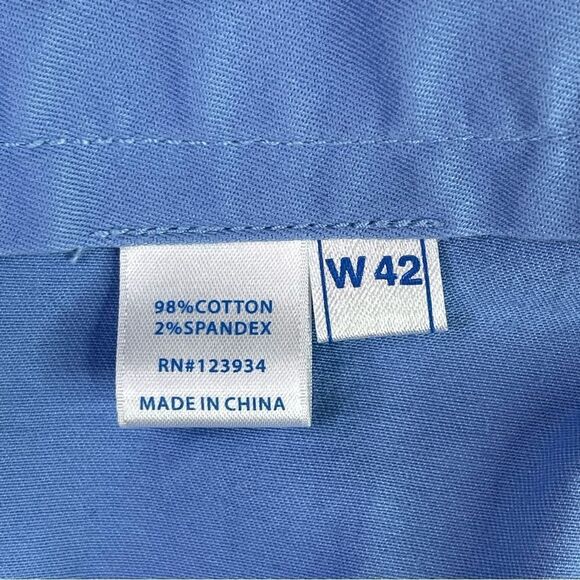 98%COTTON
2%SPANDEX
RN#123934
MADE IN CHINA
W 42